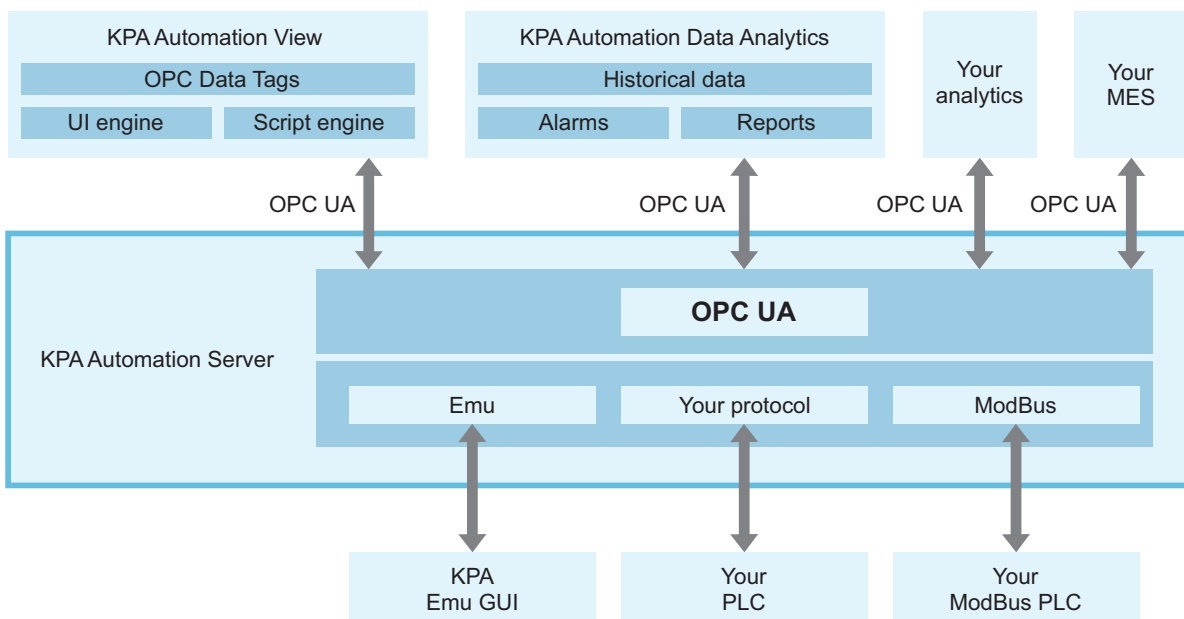 KPA Automation View
OPC Data Tags
UI engine
Script engine
KPA Automation Data Analytics
Historical data
Alarms
Reports
Your
analytics
Your
MES
OPC UA
OPC UA
OPC UA
OPC UA
KPA Automation Server
OPC UA
Emu
Your protocol
ModBus
KPA
Emu GUI
Your
PLC
Your
ModBus PLC